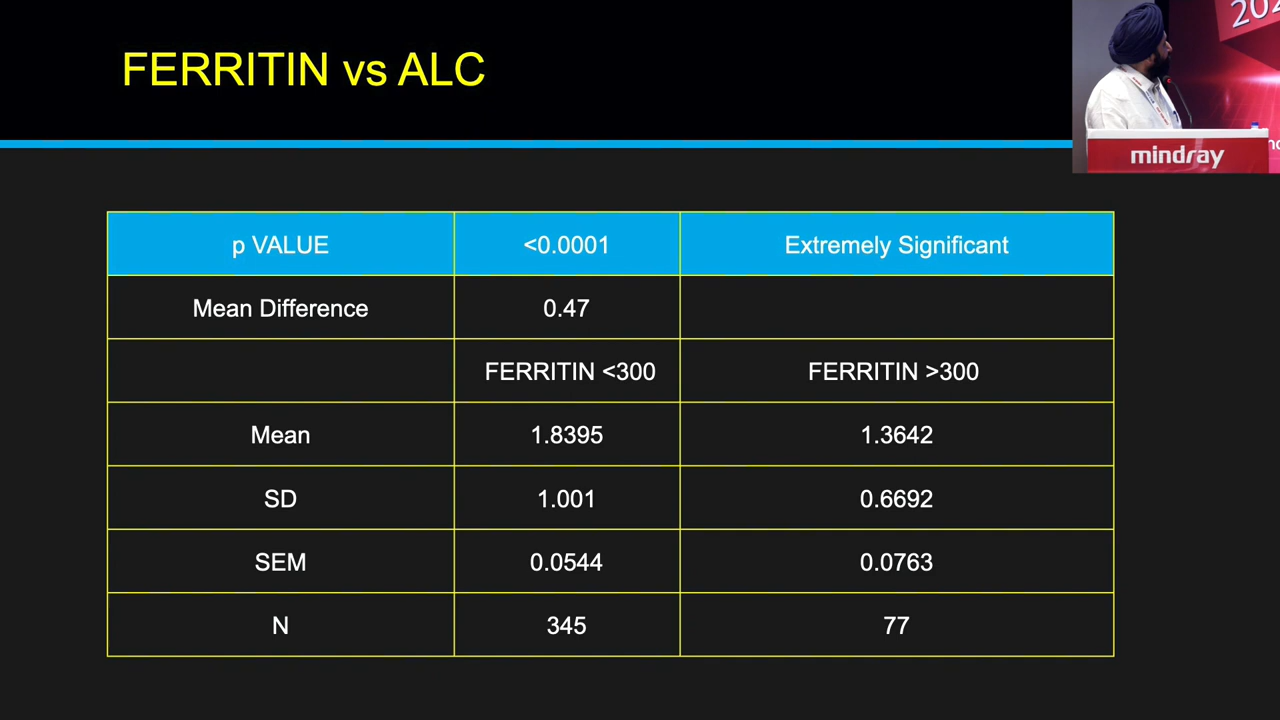 FERRITIN vs ALC
202
mindray
p VALUE <0.0001 Extremely Significant
Mean Difference 0.47
FERRITIN <300 FERRITIN >300
Mean 1.8395 1.3642
SD 1.001 0.6692
SEM 0.0544 0.0763
N 345 77